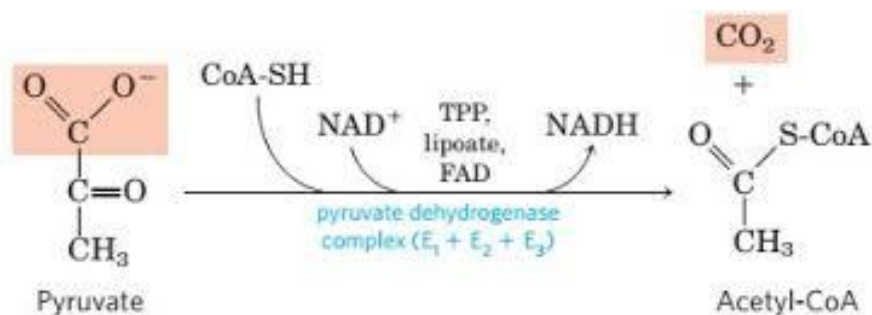 O O⁻
C
C=O
CH₃
Pyruvate
CoA-SH
NAD⁺
TPP,
lipoate,
FAD
NADH
pyruvate dehydrogenase
complex (E₁ + E₂ + E₃)
CO₂
+
O S-CoA
C
CH₃
Acetyl-CoA